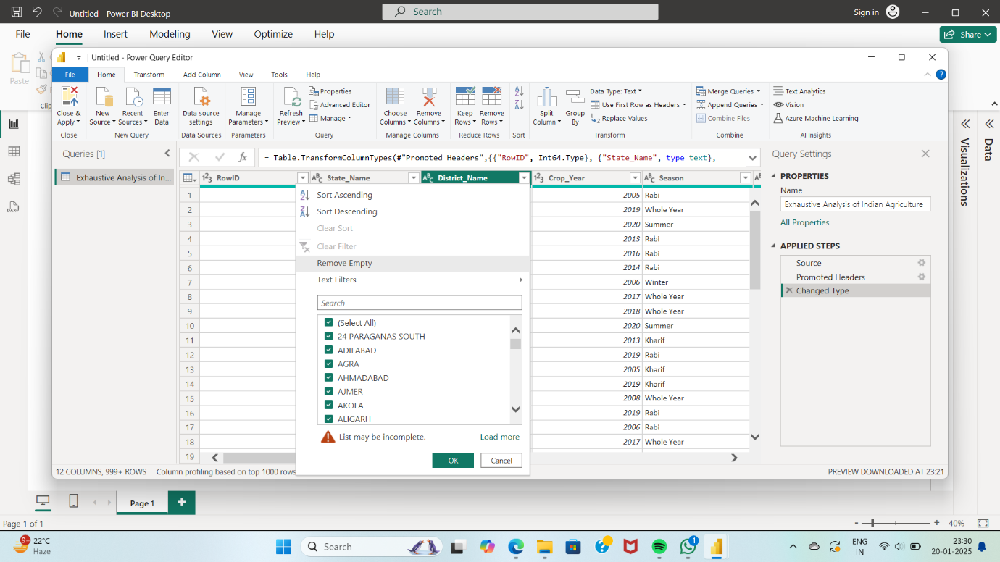 Untitled - Power BI Desktop
Search
Sign in
File Home Insert Modeling View Optimize Help
Share
Paste
Clip
Untitled - Power Query Editor
File Home Transform Add Column View Tools Help
Close & Apply
New Source
Recent Sources
Enter Data
Data source settings
Manage Parameters
Refresh Preview
Properties
Advanced Editor
Manage
Choose Columns
Remove Columns
Keep Rows
Remove Rows
Split Column
Group By
Data Type: Text
Use First Row as Headers
Replace Values
Merge Queries
Append Queries
Combine Files
Text Analytics
Vision
Azure Machine Learning
Close New Query Data Sources Parameters Query Manage Columns Reduce Rows Sort Transform Combine AI Insights
Queries [1]
fx = Table.TransformColumnTypes(#"Promoted Headers",{{"RowID", Int64.Type}, {"State_Name", type text},
Exhaustive Analysis of In...
RowID State_Name District_Name Crop_Year Season
1 2005 Rabi
2 2019 Whole Year
3 2020 Summer
4 2013 Rabi
5 2016 Rabi
6 2014 Rabi
7 2006 Winter
8 2017 Whole Year
9 2018 Whole Year
10 2020 Summer
11 2013 Kharif
12 2019 Rabi
13 2005 Kharif
14 2019 Kharif
15 2008 Whole Year
16 2019 Rabi
17 2006 Rabi
18 2017 Whole Year
19
Sort Ascending
Sort Descending
Clear Sort
Clear Filter
Remove Empty
Text Filters
Search
(Select All)
24 PARAGANAS SOUTH
ADILABAD
AGRA
AHMADABAD
AJMER
AKOLA
ALIGARH
List may be incomplete.
Load more
OK
Cancel
Query Settings
PROPERTIES
Name
Exhaustive Analysis of Indian Agriculture
All Properties
APPLIED STEPS
Source
Promoted Headers
Changed Type
Visualizations
Data
12 COLUMNS, 999+ ROWS Column profiling based on top 1000 rows
PREVIEW DOWNLOADED AT 23:21
Page 1
Page 1 of 1
40%
9+
22°C
Haze
Search
1
ENG
IN
23:30
20-01-2025